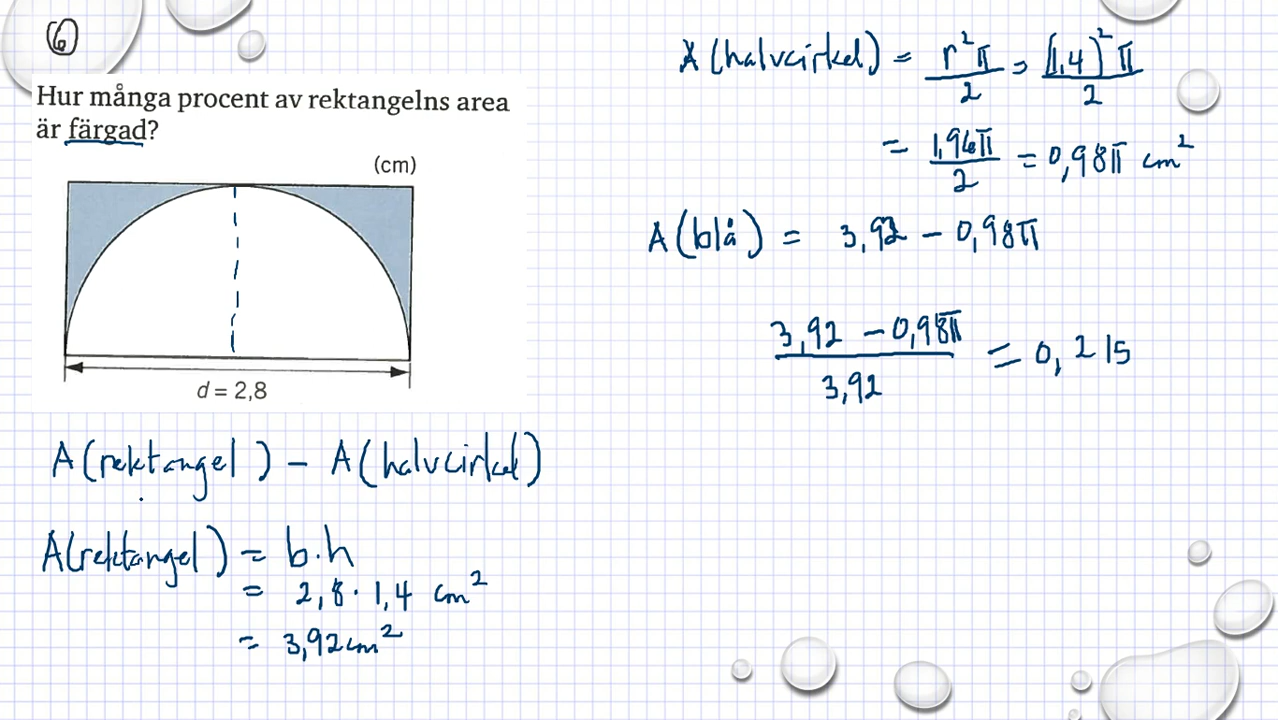 6
Hur många procent av rektangelns area
är färgad?
(cm)
d = 2,8
A(rektangel) - A(halvcirkel)
A(rektangel) = b·h
= 2,8 · 1,4 cm²
= 3,92 cm²
A(halvcirkel) = r²π/2 = (1,4)²π/2
= 1,96π/2 = 0,98π cm²
A(blå) = 3,92 - 0,98π
3,92 - 0,98π
3,92
= 0,215